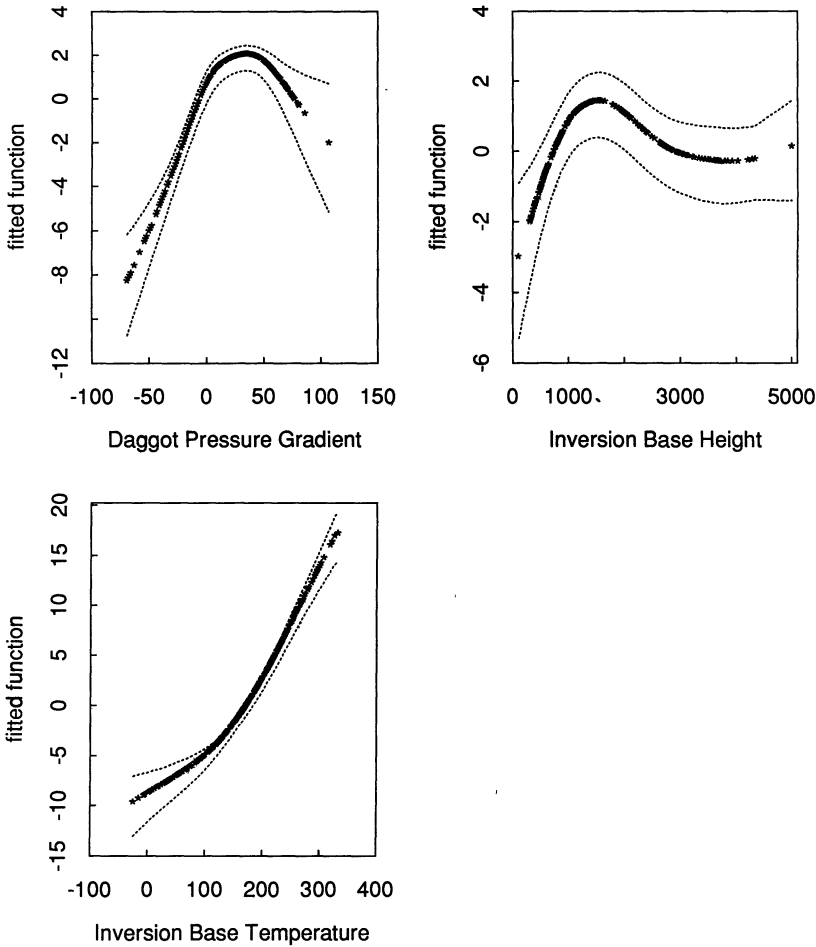 fitted function
4
2
0
-2
-4
-6
-8
-12
-100 -50 0 50 100 150
Daggot Pressure Gradient
fitted function
4
2
0
-2
-4
-6
0 1000 3000 5000
Inversion Base Height
fitted function
20
15
10
5
0
-5
-10
-15
-100 0 100 200 300 400
Inversion Base Temperature